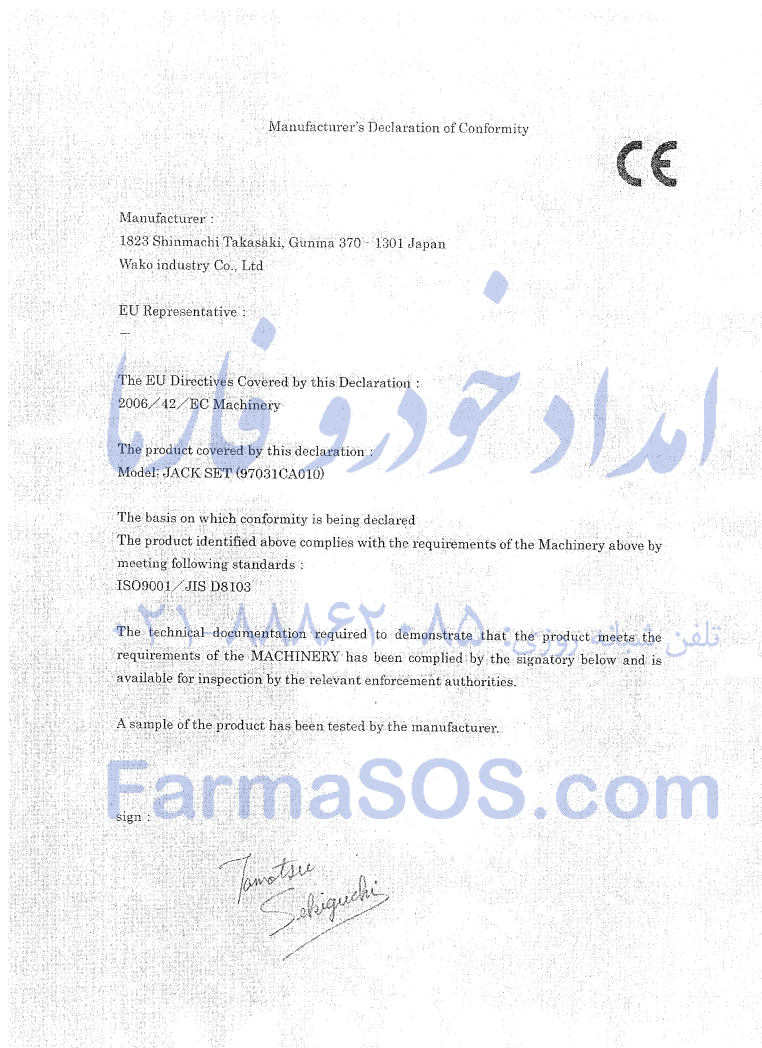 Manufacturer's Declaration of Conformity
CE
Manufacturer :
1823 Shinmachi Takasaki, Gunma 370 - 1301 Japan
Wako industry Co., Ltd
EU Representative :
—
امداد خودرو فارما
The EU Directives Covered by this Declaration :
2006/42/EC Machinery
The product covered by this declaration :
Model: JACK SET (97031CA010)
The basis on which conformity is being declared
The product identified above complies with the requirements of the Machinery above by
meeting following standards :
ISO9001/JIS D8103
تلفن شبانه روزی: ۸۸۸۶۲۰۸۵ ۰۲۱
The technical documentation required to demonstrate that the product meets the
requirements of the MACHINERY has been complied by the signatory below and is
available for inspection by the relevant enforcement authorities.
A sample of the product has been tested by the manufacturer.
FarmaSOS.com
sign :
Tamotsu
Sekiguchi